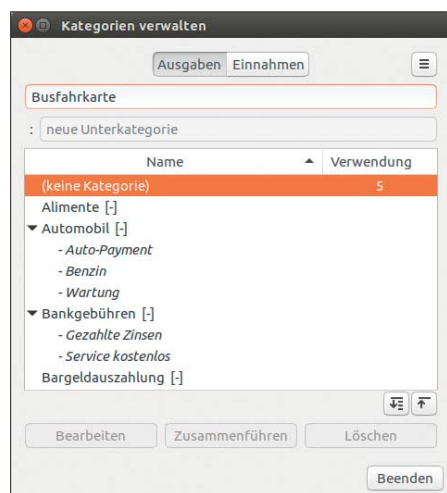 Kategorien verwalten
Ausgaben Einnahmen
Busfahrkarte
: neue Unterkategorie
Name Verwendung
(keine Kategorie) 5
Alimente [-]
Automobil [-]
- Auto-Payment
- Benzin
- Wartung
Bankgebühren [-]
- Gezahlte Zinsen
- Service kostenlos
Bargeldauszahlung [-]
Bearbeiten Zusammenführen Löschen
Beenden